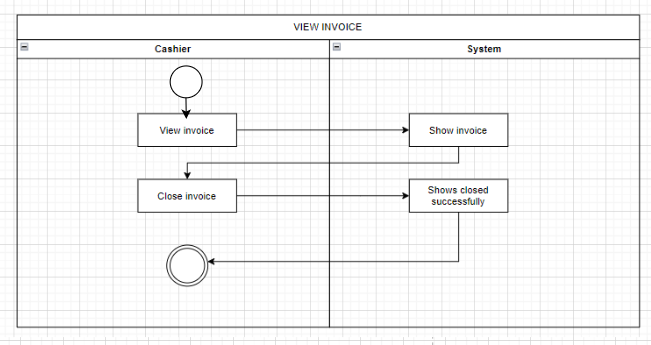 VIEW INVOICE
Cashier
System
View invoice
Show invoice
Close invoice
Shows closed
successfully